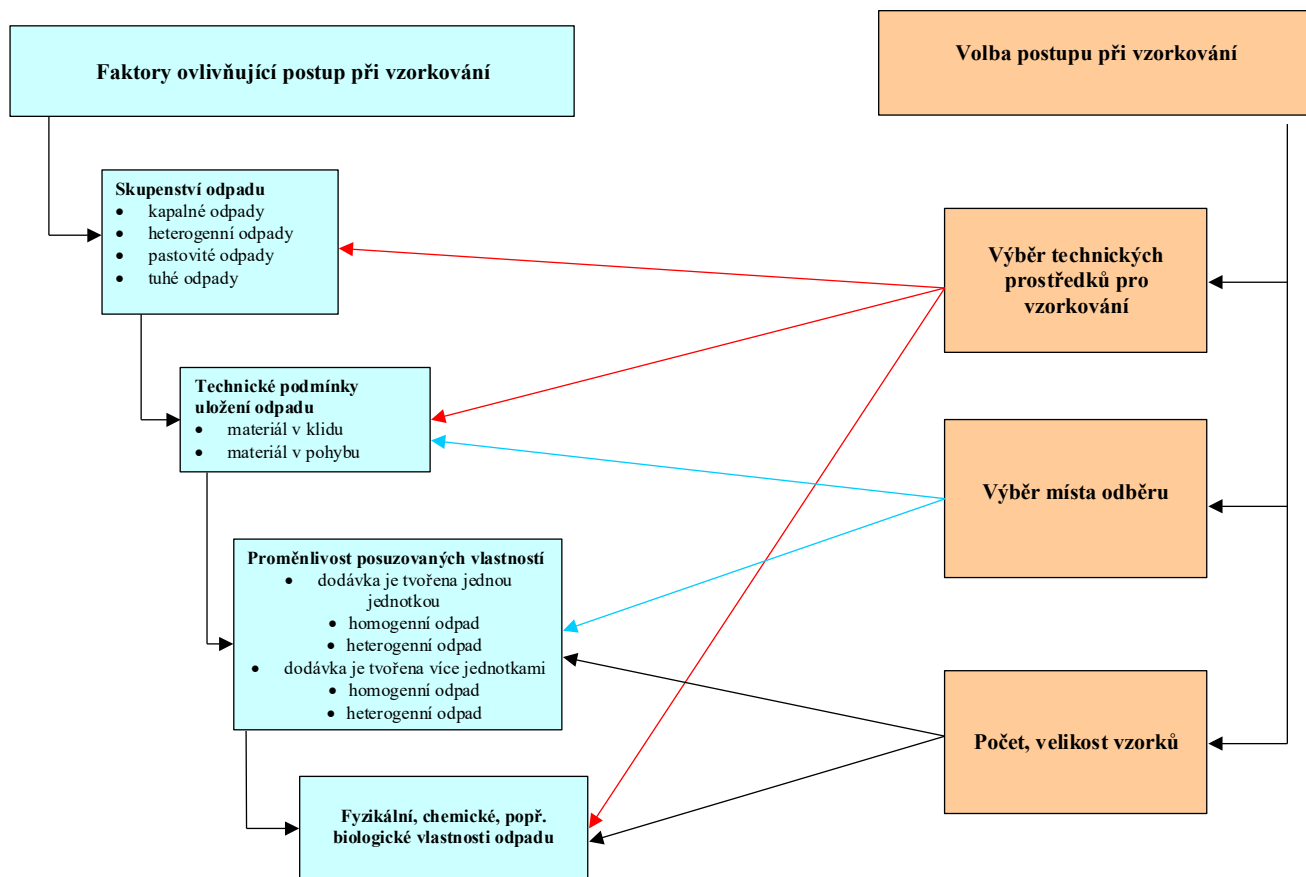 Faktory ovlivňující postup při vzorkování
Volba postupu při vzorkování
Skupenství odpadu
• kapalné odpady
• heterogenní odpady
• pastovité odpady
• tuhé odpady
Technické podmínky
uložení odpadu
• materiál v klidu
• materiál v pohybu
Proměnlivost posuzovaných vlastností
• dodávka je tvořena jednou
jednotkou
• homogenní odpad
• heterogenní odpad
• dodávka je tvořena více jednotkami
• homogenní odpad
• heterogenní odpad
Fyzikální, chemické, popř.
biologické vlastnosti odpadu
Výběr technických
prostředků pro
vzorkování
Výběr místa odběru
Počet, velikost vzorků